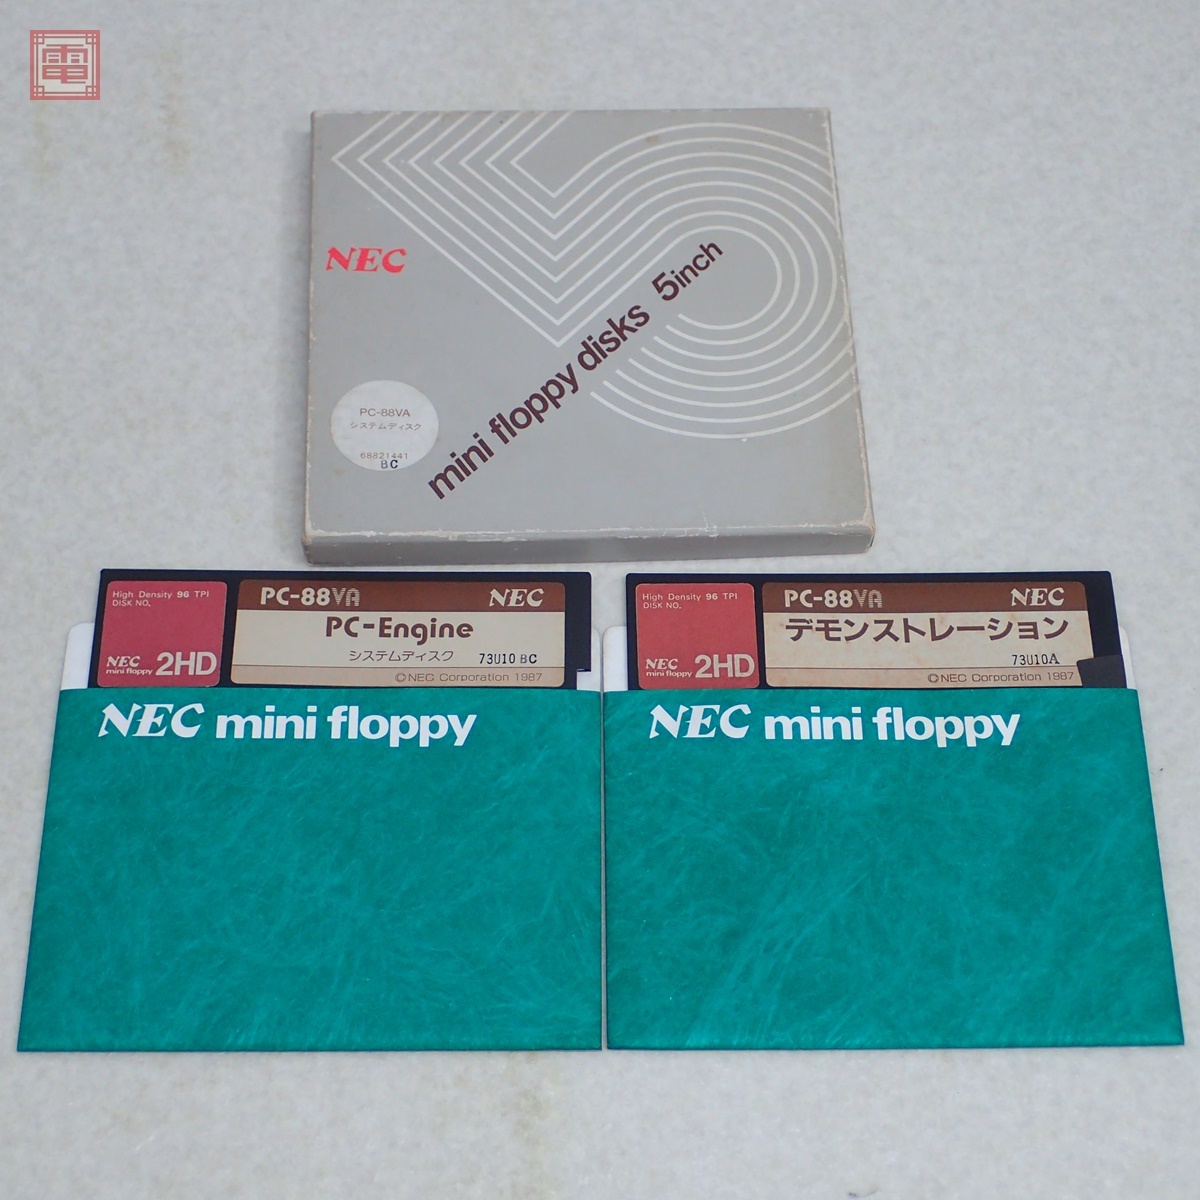 電
NEC
mini floppy disks 5inch
PC-88VA
システムディスク
68821441
BC
High Density 96 TPI
DISK NO.
NEC
mini floppy 2HD
PC-88VA NEC
PC-Engine
システムディスク 73U10 BC
©NEC Corporation 1987
NEC mini floppy
High Density 96 TPI
DISK NO.
NEC
mini floppy 2HD
PC-88VA NEC
デモンストレーション
73U10A
©NEC Corporation 1987
NEC mini floppy